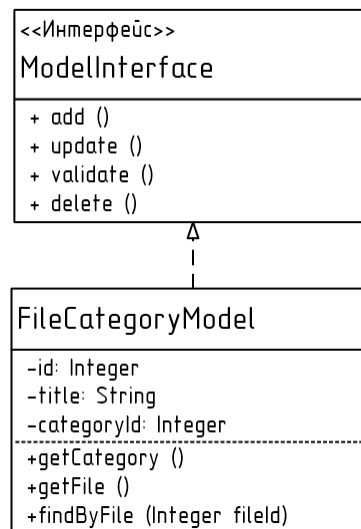 <<Интерфейс>>
ModelInterface
+ add ()
+ update ()
+ validate ()
+ delete ()
FileCategoryModel
-id: Integer
-title: String
-categoryId: Integer
+getCategory ()
+getFile ()
+findByFile (Integer fileId)